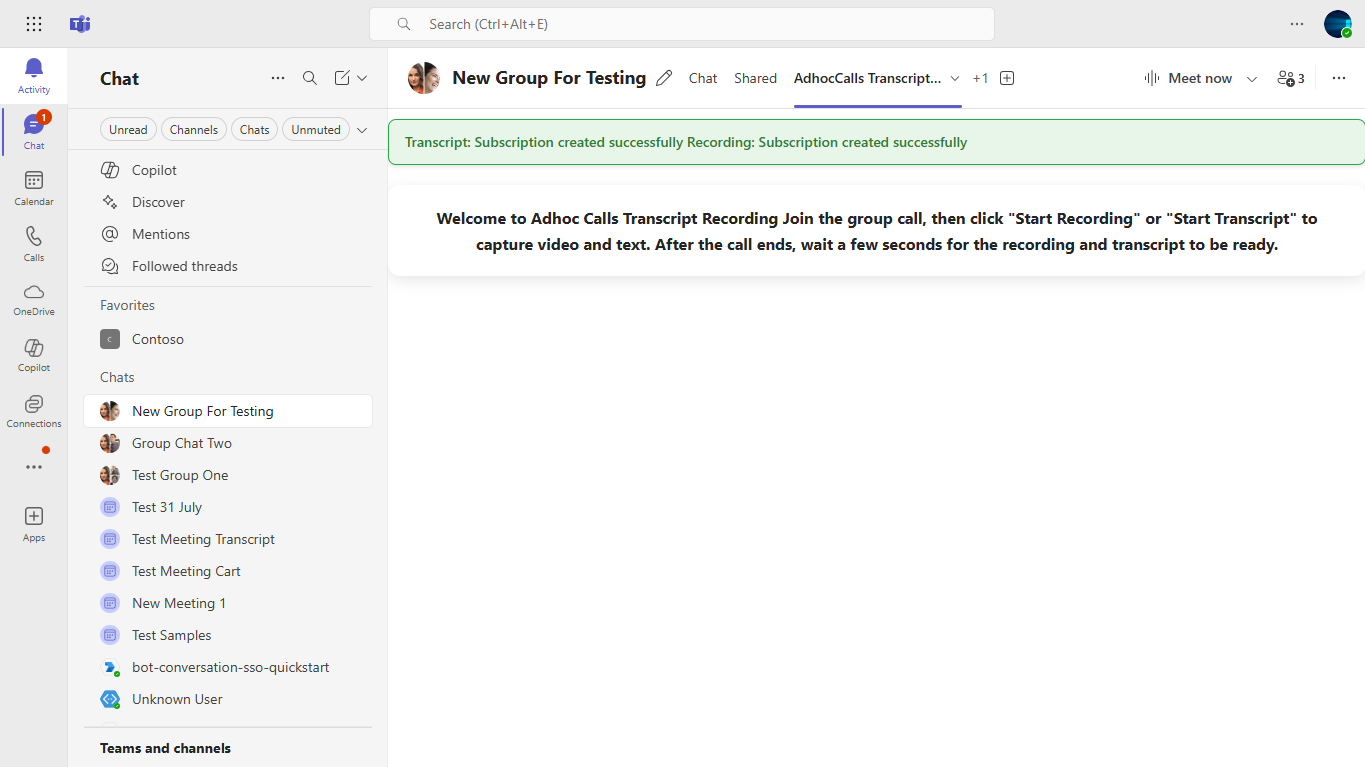 Search (Ctrl+Alt+E)
Activity
1
Chat
Calendar
Calls
OneDrive
Copilot
Connections
Apps
Chat
Unread
Channels
Chats
Unmuted
Copilot
Discover
Mentions
Followed threads
Favorites
C
Contoso
Chats
New Group For Testing
Group Chat Two
Test Group One
Test 31 July
Test Meeting Transcript
Test Meeting Cart
New Meeting 1
Test Samples
bot-conversation-sso-quickstart
Unknown User
Teams and channels
New Group For Testing
Chat
Shared
AdhocCalls Transcript...
+1
Meet now
3
Transcript: Subscription created successfully Recording: Subscription created successfully
Welcome to Adhoc Calls Transcript Recording Join the group call, then click "Start Recording" or "Start Transcript" to
capture video and text. After the call ends, wait a few seconds for the recording and transcript to be ready.